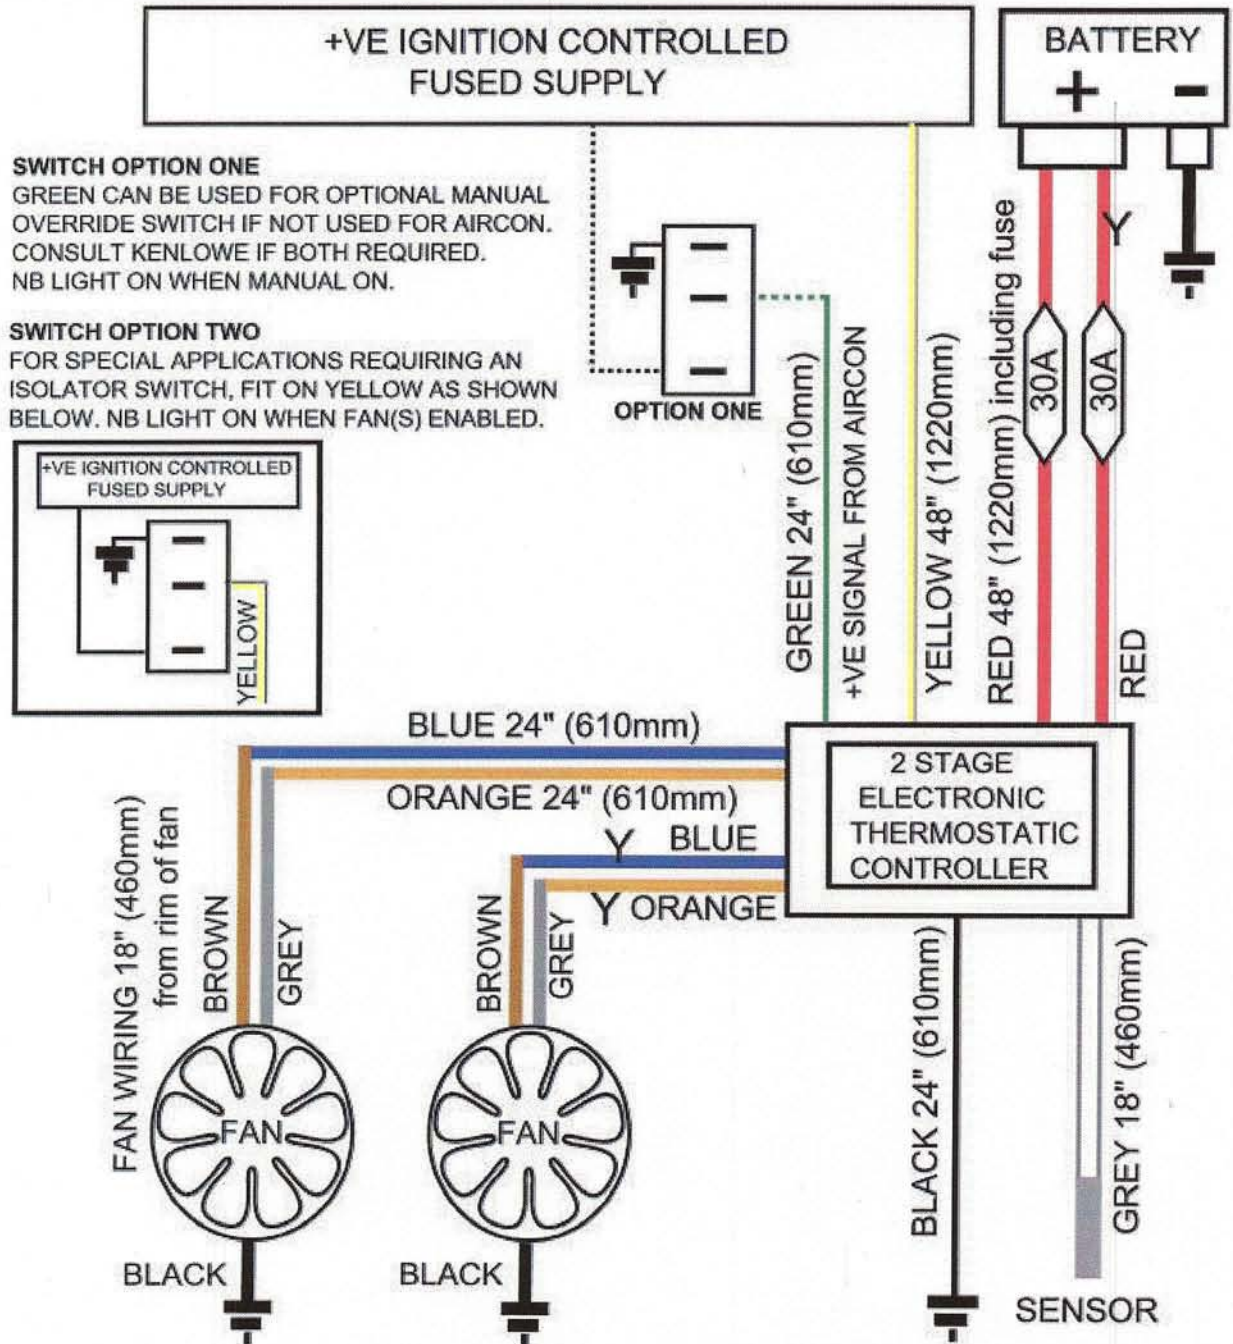 +VE IGNITION CONTROLLED
FUSED SUPPLY
BATTERY
+ -
SWITCH OPTION ONE
GREEN CAN BE USED FOR OPTIONAL MANUAL
OVERRIDE SWITCH IF NOT USED FOR AIRCON.
CONSULT KENLOWE IF BOTH REQUIRED.
NB LIGHT ON WHEN MANUAL ON.
SWITCH OPTION TWO
FOR SPECIAL APPLICATIONS REQUIRING AN
ISOLATOR SWITCH, FIT ON YELLOW AS SHOWN
BELOW. NB LIGHT ON WHEN FAN(S) ENABLED.
+VE IGNITION CONTROLLED
FUSED SUPPLY
YELLOW
OPTION ONE
GREEN 24" (610mm)
+VE SIGNAL FROM AIRCON
YELLOW 48" (1220mm)
RED 48" (1220mm) including fuse
30A
30A
Y
RED
BLUE 24" (610mm)
ORANGE 24" (610mm)
Y BLUE
Y ORANGE
2 STAGE
ELECTRONIC
THERMOSTATIC
CONTROLLER
FAN WIRING 18" (460mm)
from rim of fan
BROWN
GREY
BROWN
GREY
FAN
FAN
BLACK
BLACK
BLACK 24" (610mm)
GREY 18" (460mm)
SENSOR